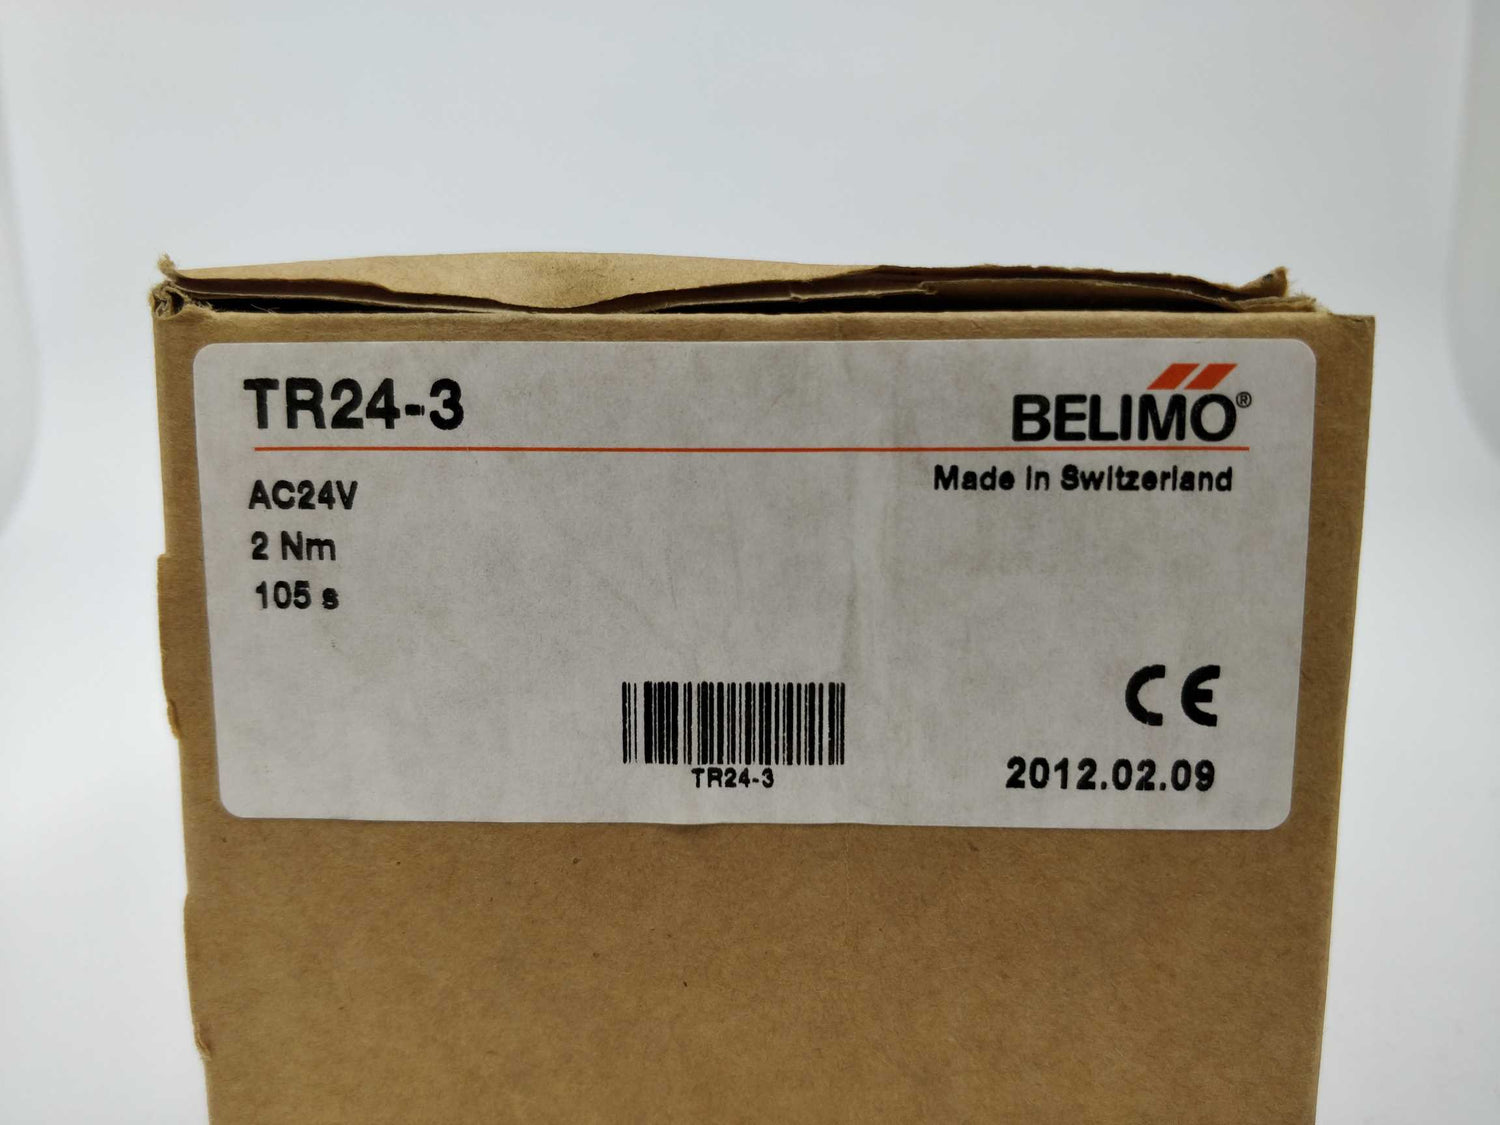 TR24-3
BELIMO®
Made in Switzerland
AC24V
2 Nm
105 s
CE
TR24-3
2012.02.09